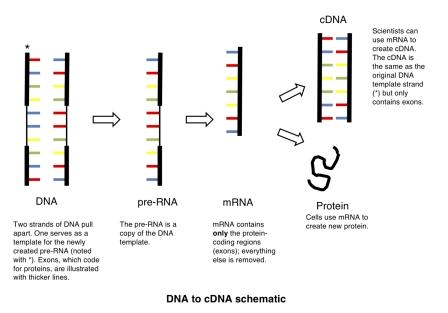 cDNA
Scientists can
use mRNA to
create cDNA.
The cDNA is
the same as the
original DNA
template strand
(*) but only
contains exons.
*
DNA
pre-RNA
mRNA
Protein
Two strands of DNA pull
apart. One serves as a
template for the newly
created pre-RNA (noted
with *). Exons, which code
for proteins, are illustrated
with thicker lines.
The pre-RNA is a
copy of the DNA
template.
mRNA contains
only the protein-
coding regions
(exons); everything
else is removed.
Cells use mRNA to
create new protein.
DNA to cDNA schematic